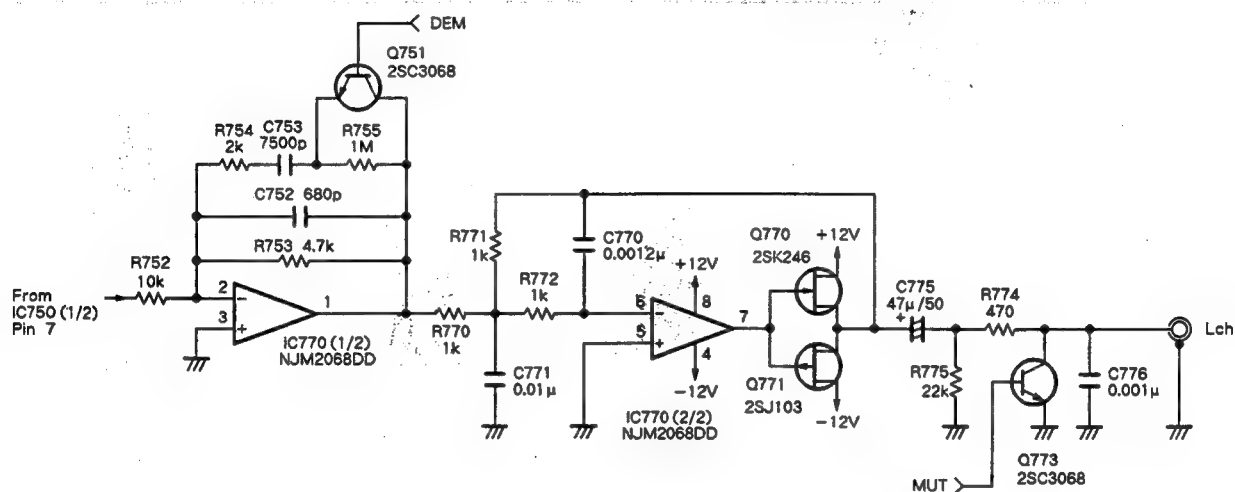 DEM
Q751
2SC3068
R754
2k
C753
7500p
R755
1M
C752 680p
R753 4.7k
R752
10k
From
IC750 (1/2)
Pin 7
2
3
−
+
1
IC770 (1/2)
NJM2068DD
R770
1k
R771
1k
R772
1k
C770
0.0012µ
C771
0.01µ
+12V
8
6
5
−
+
7
4
−12V
IC770 (2/2)
NJM2068DD
Q770
2SK246
+12V
Q771
2SJ103
−12V
C775
47µ/50
+
R774
470
R775
22k
C776
0.001µ
Lch
Q773
2SC3068
MUT